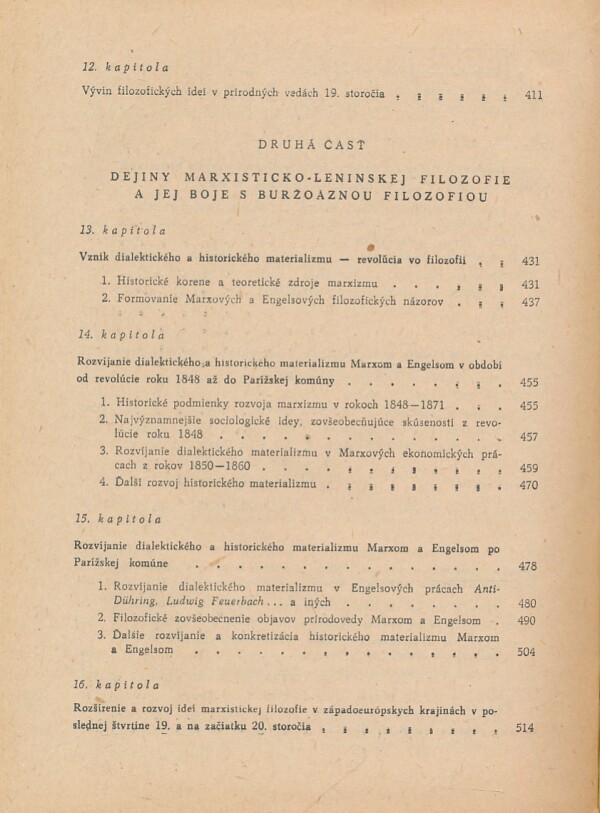 12. kapitola
Vývin filozofických ideí v prírodných vedách 19. storočia . . . . . . 411
DRUHÁ ČASŤ
DEJINY MARXISTICKO-LENINSKEJ FILOZOFIE
A JEJ BOJE S BURŽOÁZNOU FILOZOFIOU
13. kapitola
Vznik dialektického a historického materializmu — revolúcia vo filozofii . . 431
1. Historické korene a teoretické zdroje marxizmu . . . . . 431
2. Formovanie Marxových a Engelsových filozofických názorov . . . 437
14. kapitola
Rozvíjanie dialektického a historického materializmu Marxom a Engelsom v období
od revolúcie roku 1848 až do Parížskej komúny . . . . . . . . 455
1. Historické podmienky rozvoja marxizmu v rokoch 1848—1871 . . . 455
2. Najvýznamnejšie sociologické idey, zovšeobecňujúce skúsenosti z revo-
lúcie roku 1848 . . . . . . . . . . . 457
3. Rozvíjanie dialektického materializmu v Marxových ekonomických prá-
cach z rokov 1850—1860 . . . . . . . . . 459
4. Ďalší rozvoj historického materializmu . . . . . . . . 470
15. kapitola
Rozvíjanie dialektického a historického materializmu Marxom a Engelsom po
Parížskej komúne . . . . . . . . . . . 478
1. Rozvíjanie dialektického materializmu v Engelsových prácach Anti-
Dühring, Ludwig Feuerbach... a iných . . . . . . . . 480
2. Filozofické zovšeobecnenie objavov prírodovedy Marxom a Engelsom . 490
3. Ďalšie rozvíjanie a konkretizácia historického materializmu Marxom
a Engelsom . . . . . . . . . . . . . 504
16. kapitola
Rozšírenie a rozvoj ideí marxistickej filozofie v západoeurópskych krajinách v po-
slednej štvrtine 19. a na začiatku 20. storočia . . . . . . . . 514